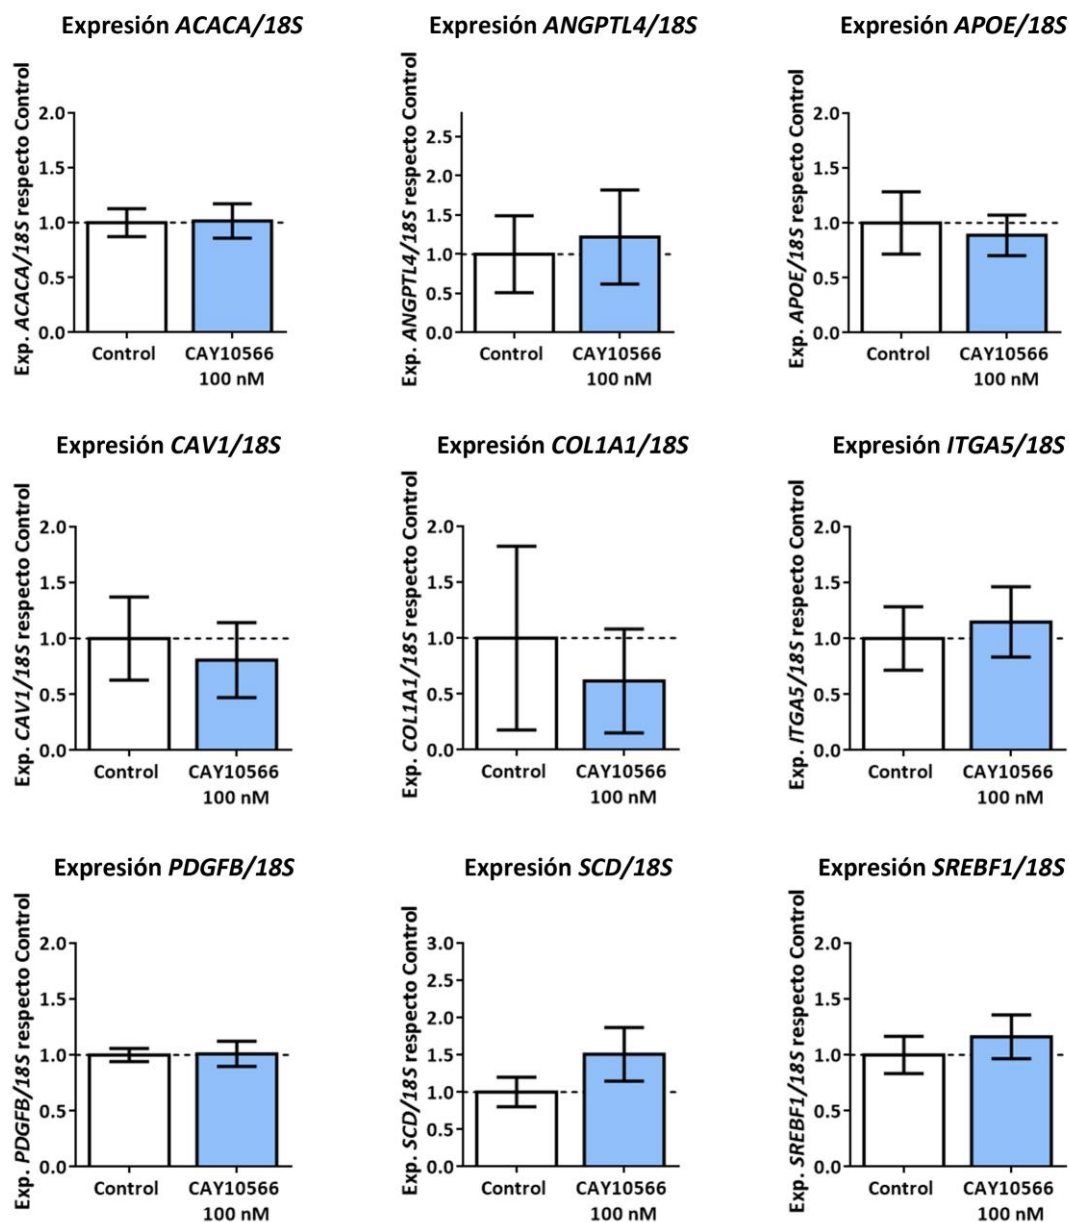 Expresión ACACA/18S
Exp. ACACA/18S respecto Control
2.0
1.5
1.0
0.5
0.0
Control
CAY10566
100 nM
Expresión ANGPTL4/18S
Exp. ANGPTL4/18S respecto Control
2.5
2.0
1.5
1.0
0.5
0.0
Control
CAY10566
100 nM
Expresión APOE/18S
Exp. APOE/18S respecto Control
2.0
1.5
1.0
0.5
0.0
Control
CAY10566
100 nM
Expresión CAV1/18S
Exp. CAV1/18S respecto Control
2.0
1.5
1.0
0.5
0.0
Control
CAY10566
100 nM
Expresión COL1A1/18S
Exp. COL1A1/18S respecto Control
2.0
1.5
1.0
0.5
0.0
Control
CAY10566
100 nM
Expresión ITGA5/18S
Exp. ITGA5/18S respecto Control
2.0
1.5
1.0
0.5
0.0
Control
CAY10566
100 nM
Expresión PDGFB/18S
Exp. PDGFB/18S respecto Control
2.0
1.5
1.0
0.5
0.0
Control
CAY10566
100 nM
Expresión SCD/18S
Exp. SCD/18S respecto Control
3.0
2.5
2.0
1.5
1.0
0.5
0.0
Control
CAY10566
100 nM
Expresión SREBF1/18S
Exp. SREBF1/18S respecto Control
2.0
1.5
1.0
0.5
0.0
Control
CAY10566
100 nM